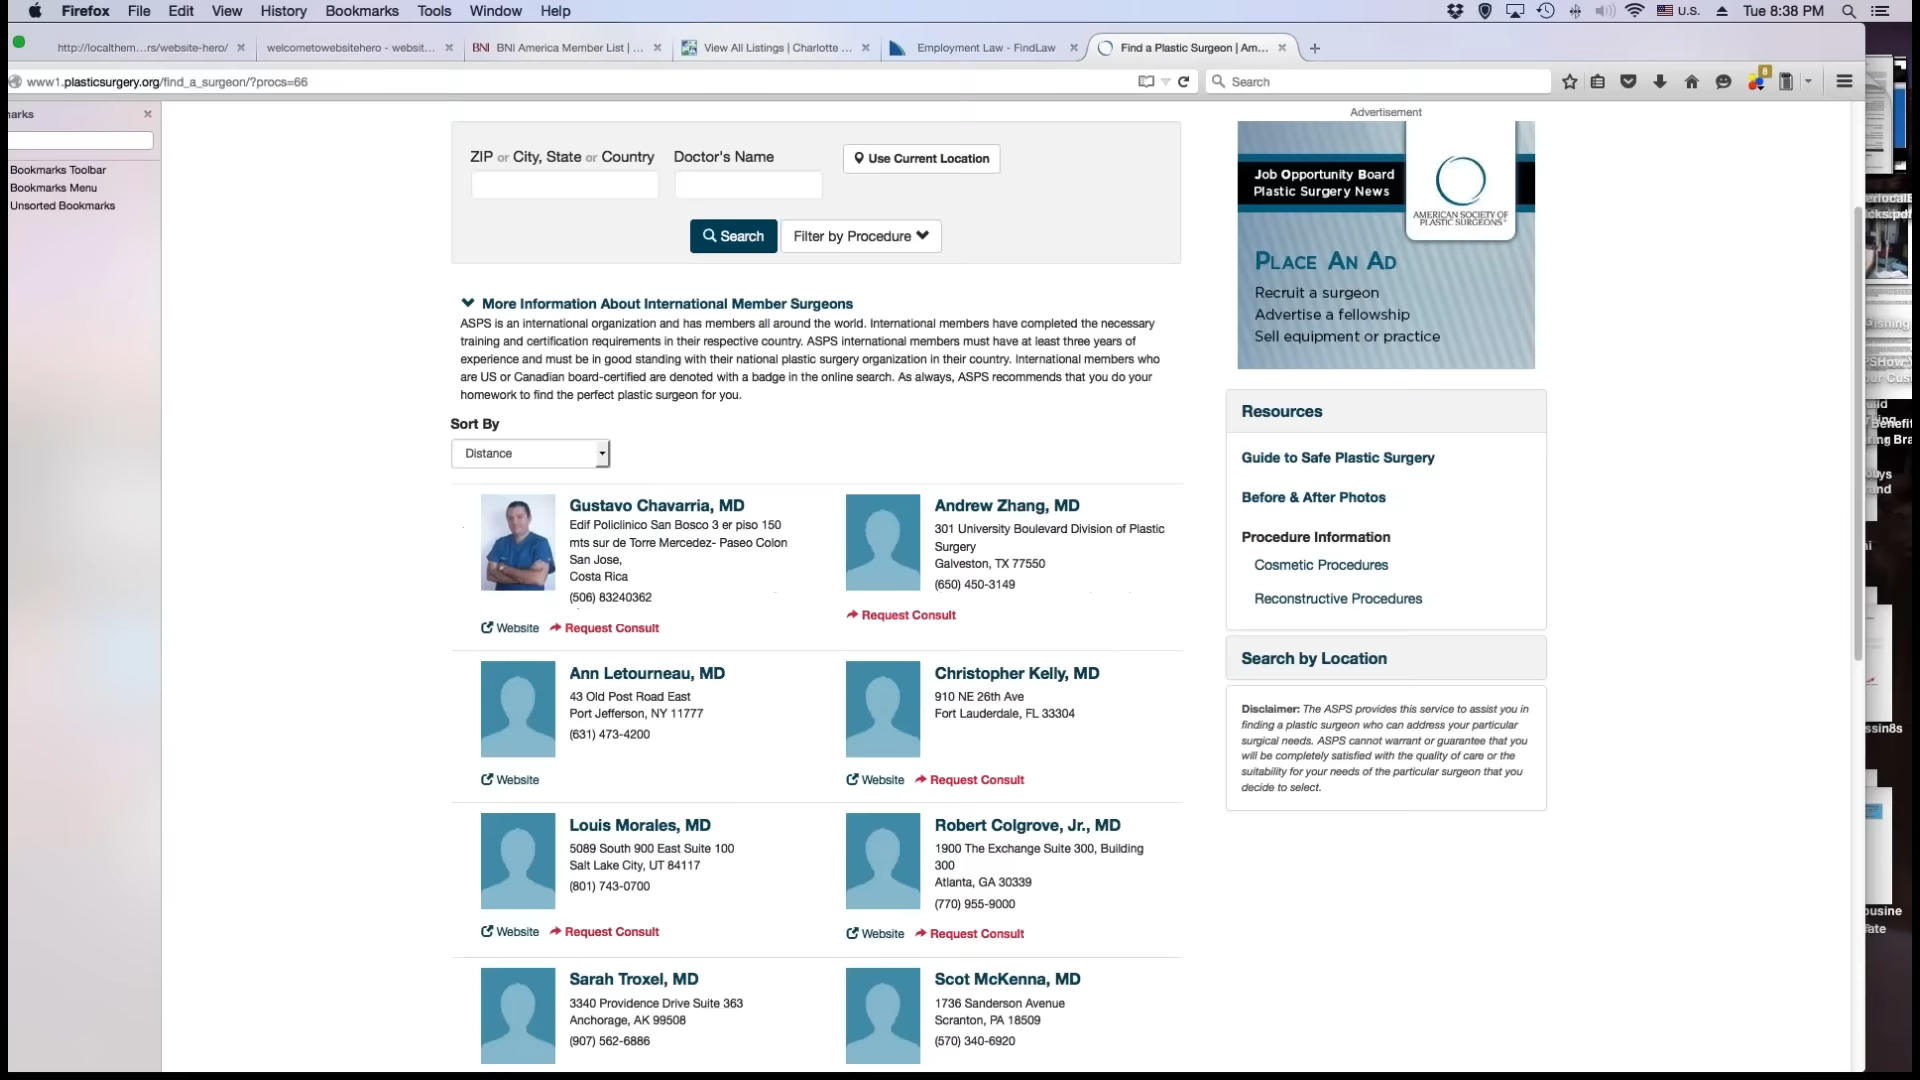 Firefox File Edit View History Bookmarks Tools Window Help
U.S. Tue 8:38 PM
http://localthem...rs/website-hero/
welcometowebsitehero - websit...
BNI BNI America Member List | ...
View All Listings | Charlotte ...
Employment Law - FindLaw
Find a Plastic Surgeon | Am...
www1.plasticsurgery.org/find_a_surgeon/?procs=66
Search
8
arks
Bookmarks Toolbar
Bookmarks Menu
Unsorted Bookmarks
ZIP or City, State or Country
Doctor's Name
Use Current Location
Search
Filter by Procedure
More Information About International Member Surgeons
ASPS is an international organization and has members all around the world. International members have completed the necessary
training and certification requirements in their respective country. ASPS international members must have at least three years of
experience and must be in good standing with their national plastic surgery organization in their country. International members who
are US or Canadian board-certified are denoted with a badge in the online search. As always, ASPS recommends that you do your
homework to find the perfect plastic surgeon for you.
Sort By
Distance
Gustavo Chavarria, MD
Edif Policlinico San Bosco 3 er piso 150
mts sur de Torre Mercedez- Paseo Colon
San Jose,
Costa Rica
(506) 83240362
Website Request Consult
Andrew Zhang, MD
301 University Boulevard Division of Plastic
Surgery
Galveston, TX 77550
(650) 450-3149
Request Consult
Ann Letourneau, MD
43 Old Post Road East
Port Jefferson, NY 11777
(631) 473-4200
Website
Christopher Kelly, MD
910 NE 26th Ave
Fort Lauderdale, FL 33304
Website Request Consult
Louis Morales, MD
5089 South 900 East Suite 100
Salt Lake City, UT 84117
(801) 743-0700
Website Request Consult
Robert Colgrove, Jr., MD
1900 The Exchange Suite 300, Building
300
Atlanta, GA 30339
(770) 955-9000
Website Request Consult
Sarah Troxel, MD
3340 Providence Drive Suite 363
Anchorage, AK 99508
(907) 562-6886
Scot McKenna, MD
1736 Sanderson Avenue
Scranton, PA 18509
(570) 340-6920
Advertisement
Job Opportunity Board
Plastic Surgery News
AMERICAN SOCIETY OF
PLASTIC SURGEONS
PLACE AN AD
Recruit a surgeon
Advertise a fellowship
Sell equipment or practice
Resources
Guide to Safe Plastic Surgery
Before & After Photos
Procedure Information
Cosmetic Procedures
Reconstructive Procedures
Search by Location
Disclaimer: The ASPS provides this service to assist you in
finding a plastic surgeon who can address your particular
surgical needs. ASPS cannot warrant or guarantee that you
will be completely satisfied with the quality of care or the
suitability for your needs of the particular surgeon that you
decide to select.